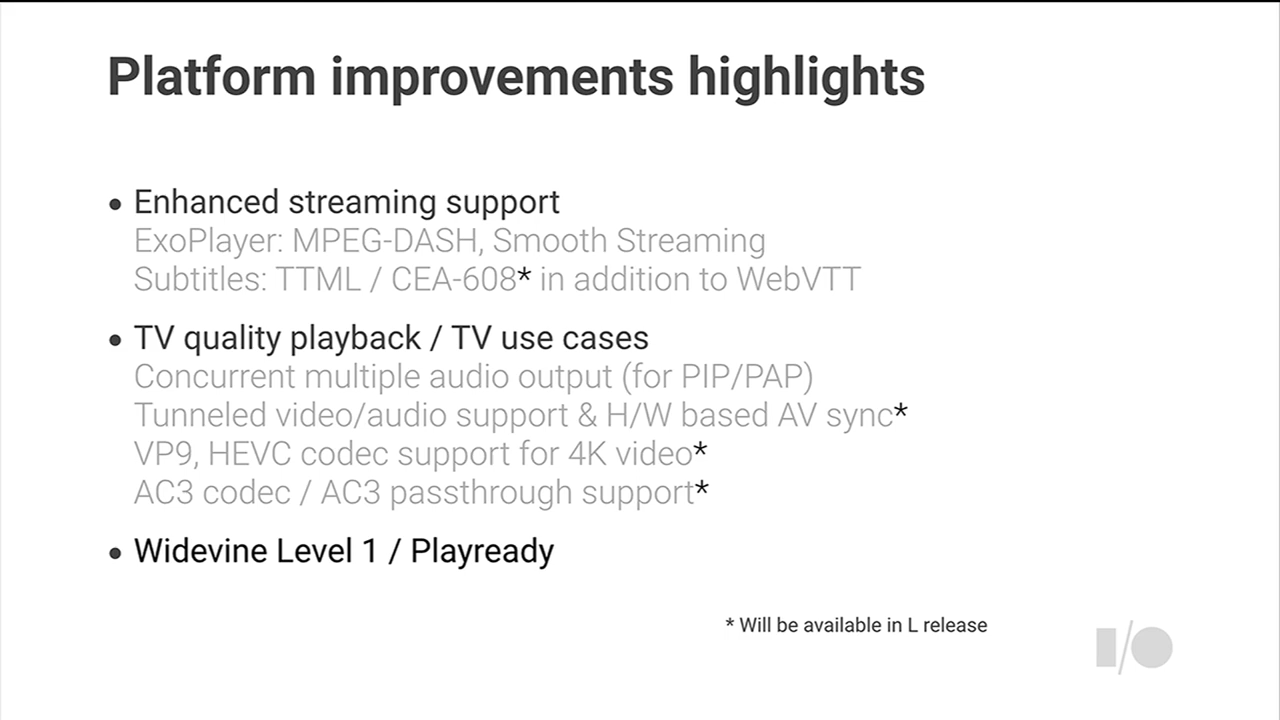 Platform improvements highlights
• Enhanced streaming support
ExoPlayer: MPEG-DASH, Smooth Streaming
Subtitles: TTML / CEA-608* in addition to WebVTT
• TV quality playback / TV use cases
Concurrent multiple audio output (for PIP/PAP)
Tunneled video/audio support & H/W based AV sync*
VP9, HEVC codec support for 4K video*
AC3 codec / AC3 passthrough support*
• Widevine Level 1 / Playready
* Will be available in L release
I/O